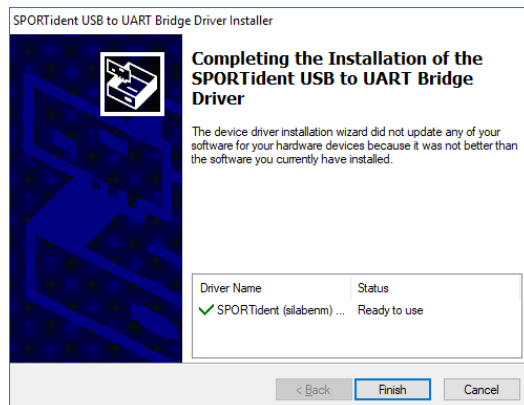 SPORTident USB to UART Bridge Driver Installer
Completing the Installation of the
SPORTident USB to UART Bridge
Driver
The device driver installation wizard did not update any of your
software for your hardware devices because it was not better than
the software you currently have installed.
Driver Name Status
SPORTident (silabenm) ... Ready to use
< Back Finish Cancel